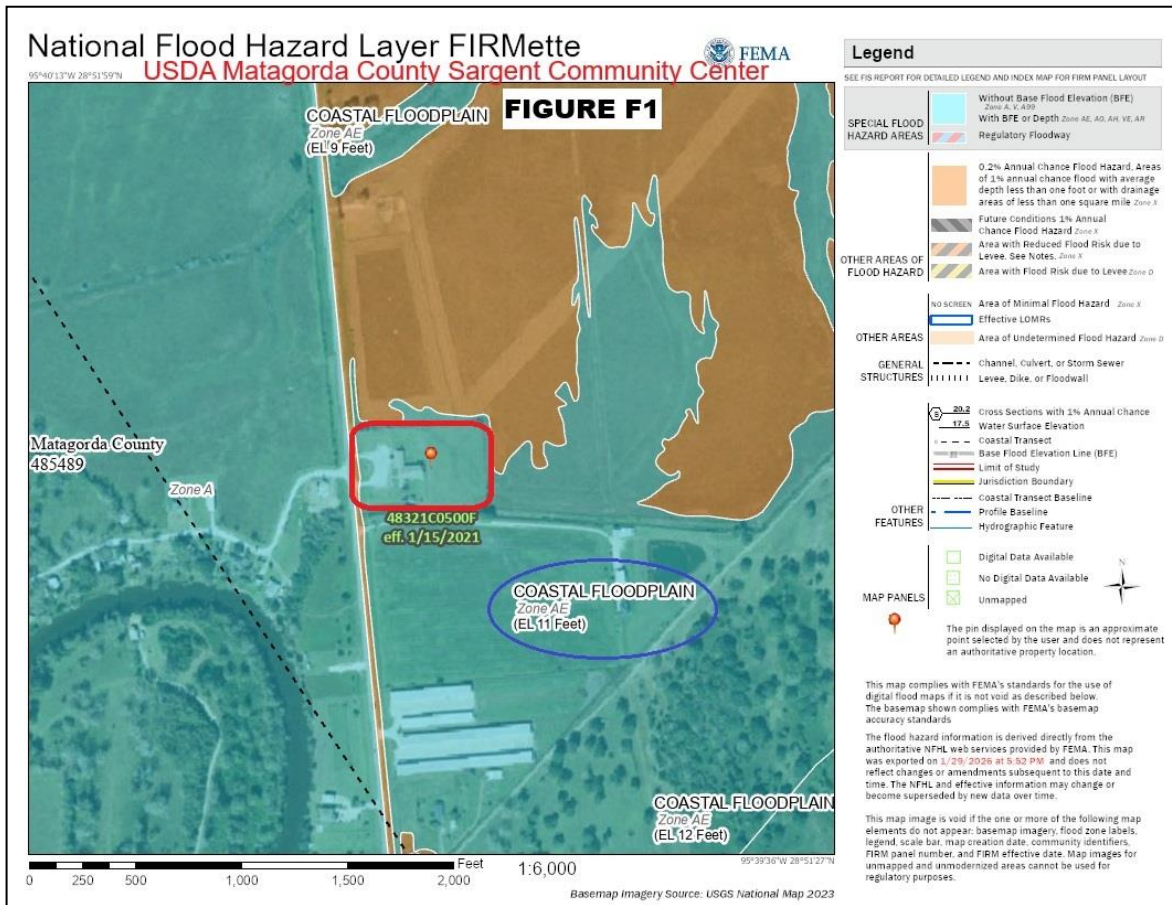 National Flood Hazard Layer FIRMette
FEMA
USDA Matagorda County Sargent Community Center
95°40'13"W 28°51'59"N
FIGURE F1
COASTAL FLOODPLAIN
Zone AE
(EL 9 Feet)
Matagorda County
485489
Zone A
48321C0500F
eff. 1/15/2021
COASTAL FLOODPLAIN
Zone AE
(EL 11 Feet)
COASTAL FLOODPLAIN
Zone AE
(EL 12 Feet)
Feet
0 250 500 1,000 1,500 2,000
1:6,000
95°39'36"W 28°51'27"N
Basemap Imagery Source: USGS National Map 2023
Legend
SEE FIS REPORT FOR DETAILED LEGEND AND INDEX MAP FOR FIRM PANEL LAYOUT
SPECIAL FLOOD
HAZARD AREAS
Without Base Flood Elevation (BFE)
Zone A, V, A99
With BFE or Depth Zone AE, AO, AH, VE, AR
Regulatory Floodway
0.2% Annual Chance Flood Hazard, Areas
of 1% annual chance flood with average
depth less than one foot or with drainage
areas of less than one square mile Zone X
Future Conditions 1% Annual
Chance Flood Hazard Zone X
Area with Reduced Flood Risk due to
Levee. See Notes. Zone X
Area with Flood Risk due to Levee Zone D
OTHER AREAS OF
FLOOD HAZARD
NO SCREEN Area of Minimal Flood Hazard Zone X
Effective LOMRs
OTHER AREAS
Area of Undetermined Flood Hazard Zone D
GENERAL
STRUCTURES
Channel, Culvert, or Storm Sewer
Levee, Dike, or Floodwall
B 20.2 Cross Sections with 1% Annual Chance
17.5 Water Surface Elevation
Coastal Transect
Base Flood Elevation Line (BFE)
Limit of Study
Jurisdiction Boundary
Coastal Transect Baseline
OTHER
FEATURES
Profile Baseline
Hydrographic Feature
Digital Data Available
No Digital Data Available
Unmapped
MAP PANELS
N
The pin displayed on the map is an approximate
point selected by the user and does not represent
an authoritative property location.
This map complies with FEMA's standards for the use of
digital flood maps if it is not void as described below.
The basemap shown complies with FEMA's basemap
accuracy standards
The flood hazard information is derived directly from the
authoritative NFHL web services provided by FEMA. This map
was exported on 1/29/2026 at 5:52 PM and does not
reflect changes or amendments subsequent to this date and
time. The NFHL and effective information may change or
become superseded by new data over time.
This map image is void if the one or more of the following map
elements do not appear: basemap imagery, flood zone labels,
legend, scale bar, map creation date, community identifiers,
FIRM panel number, and FIRM effective date. Map images for
unmapped and unmodernized areas cannot be used for
regulatory purposes.